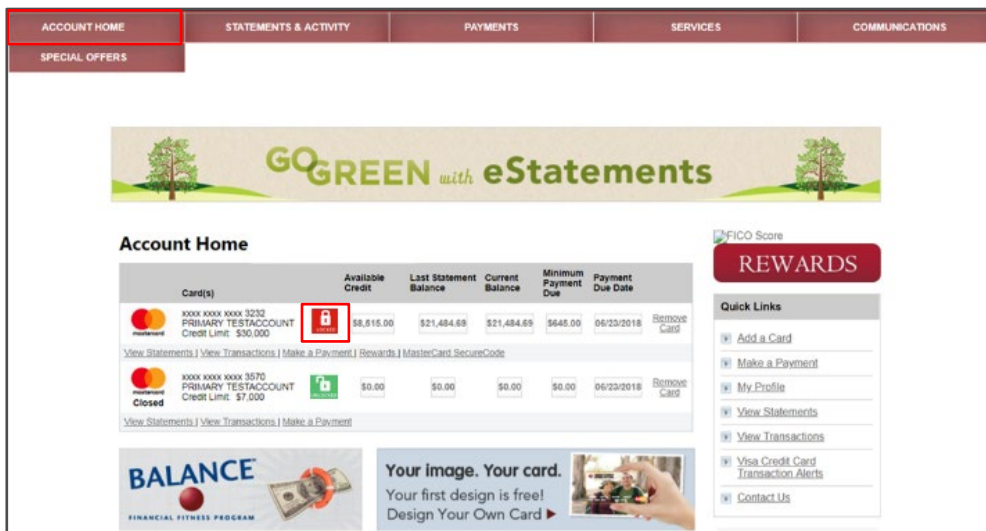 ACCOUNT HOME
STATEMENTS & ACTIVITY
PAYMENTS
SERVICES
COMMUNICATIONS
SPECIAL OFFERS
GO GREEN with eStatements
Account Home
FICO Score
REWARDS
Card(s)
Available Credit
Last Statement Balance
Current Balance
Minimum Payment Due
Payment Due Date
mastercard
xxxx xxxx xxxx 3232
PRIMARY TESTACCOUNT
Credit Limit: $30,000
LOCKED
$8,515.00
$21,484.69
$21,484.69
$645.00
06/23/2018
Remove Card
View Statements | View Transactions | Make a Payment | Rewards | MasterCard SecureCode
mastercard
Closed
xxxx xxxx xxxx 3570
PRIMARY TESTACCOUNT
Credit Limit: $7,000
UNLOCKED
$0.00
$0.00
$0.00
$0.00
06/23/2018
Remove Card
View Statements | View Transactions | Make a Payment
Quick Links
Add a Card
Make a Payment
My Profile
View Statements
View Transactions
Visa Credit Card
Transaction Alerts
Contact Us
BALANCE
FINANCIAL FITNESS PROGRAM
Your image. Your card.
Your first design is free!
Design Your Own Card